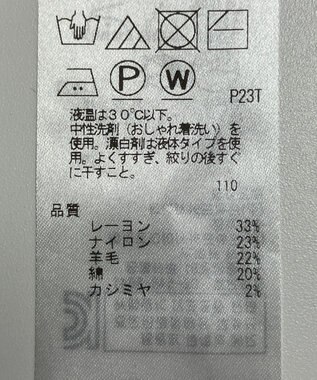 P
W
P23T
液温は30℃以下。
中性洗剤(おしゃれ着洗い)を
使用。漂白剤は液体タイプを使
用。よくすすぎ、絞りの後すぐ
に干すこと。
110
品質
レーヨン 33%
ナイロン 23%
羊毛 22%
綿 20%
カシミヤ 2%